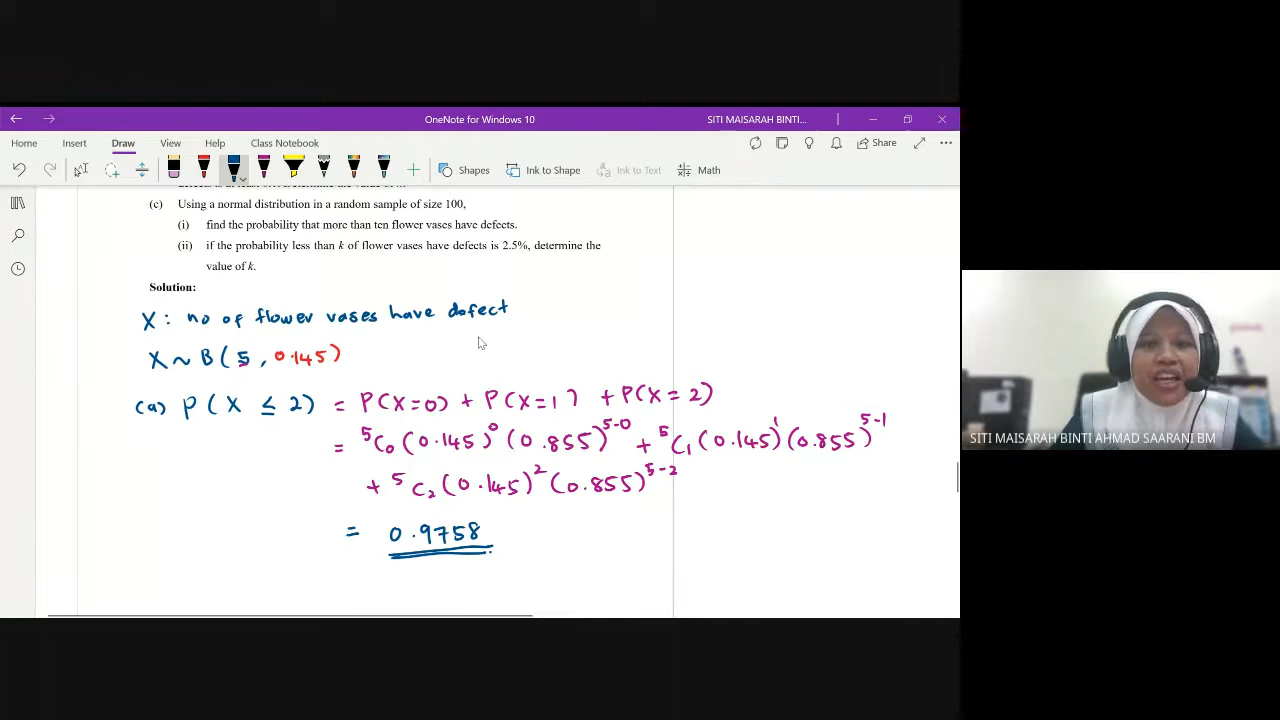 OneNote for Windows 10
SITI MAISARAH BINTI...
Home Insert Draw View Help Class Notebook
Share
Shapes Ink to Shape Ink to Text Math
(c) Using a normal distribution in a random sample of size 100,
(i) find the probability that more than ten flower vases have defects.
(ii) if the probability less than k of flower vases have defects is 2.5%, determine the
value of k.
Solution:
X : no of flower vases have defect
X ~ B(5, 0.145)
(a) P(X ≤ 2) = P(X=0) + P(X=1) + P(X=2)
= ⁵C₀(0.145)⁰(0.855)⁵⁻⁰ + ⁵C₁(0.145)¹(0.855)⁵⁻¹
+ ⁵C₂(0.145)²(0.855)⁵⁻²
= 0.9758
SITI MAISARAH BINTI AHMAD SAARANI BM